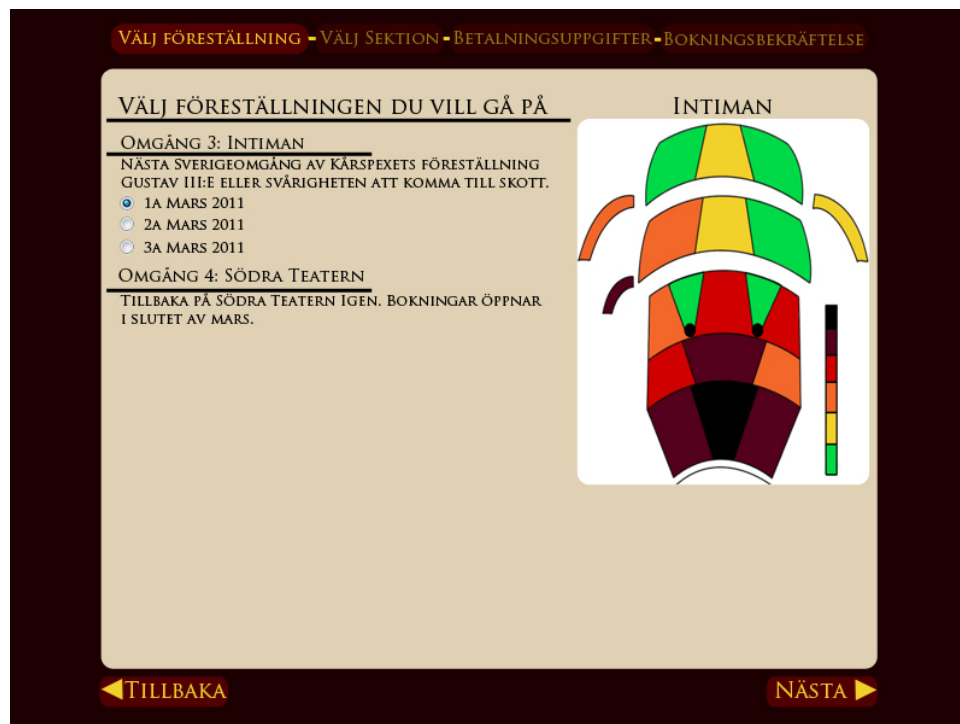 Välj föreställning - Välj Sektion - Betalningsuppgifter - Bokningsbekräftelse
Välj föreställningen du vill gå på
Intiman
Omgång 3: Intiman
Nästa Sverigeomgång av Kårspexets föreställning
Gustav III:e eller svårigheten att komma till skott.
1a Mars 2011
2a Mars 2011
3a Mars 2011
Omgång 4: Södra Teatern
Tillbaka på Södra Teatern Igen. Bokningar öppnar
i slutet av mars.
Tillbaka
Nästa